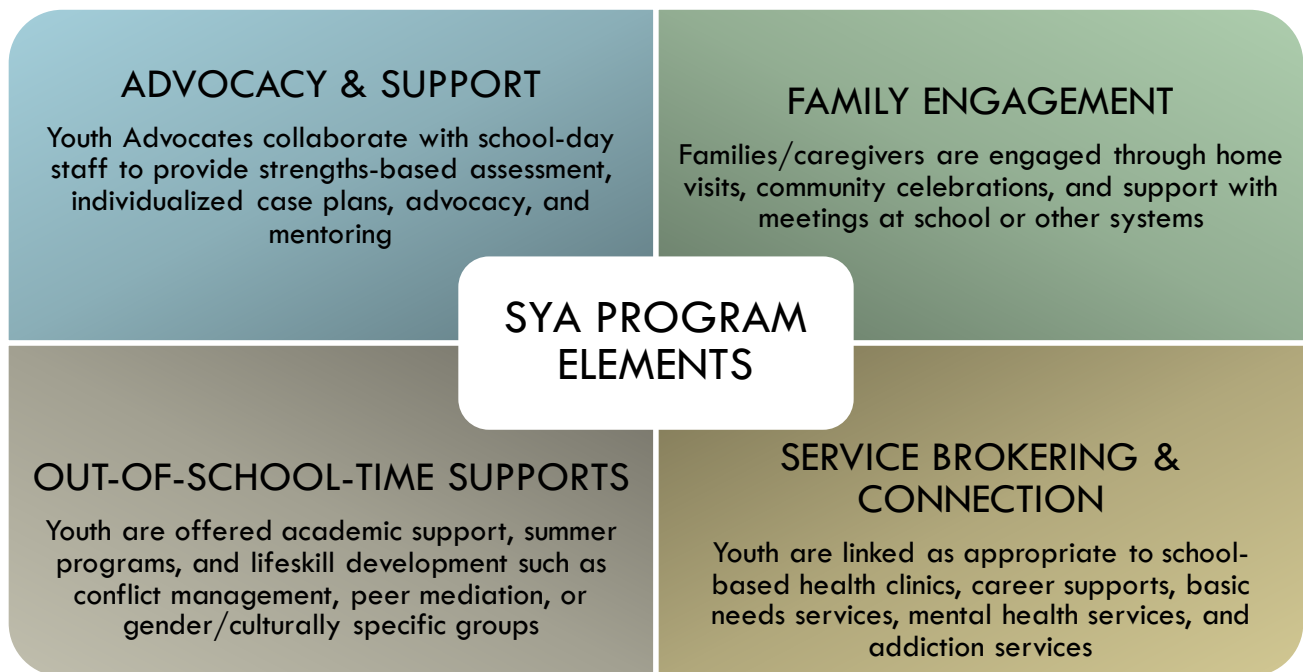 ADVOCACY & SUPPORT
Youth Advocates collaborate with school-day
staff to provide strengths-based assessment,
individualized case plans, advocacy, and
mentoring
FAMILY ENGAGEMENT
Families/caregivers are engaged through home
visits, community celebrations, and support with
meetings at school or other systems
SYA PROGRAM
ELEMENTS
OUT-OF-SCHOOL-TIME SUPPORTS
Youth are offered academic support, summer
programs, and lifeskill development such as
conflict management, peer mediation, or
gender/culturally specific groups
SERVICE BROKERING &
CONNECTION
Youth are linked as appropriate to school-
based health clinics, career supports, basic
needs services, mental health services, and
addiction services